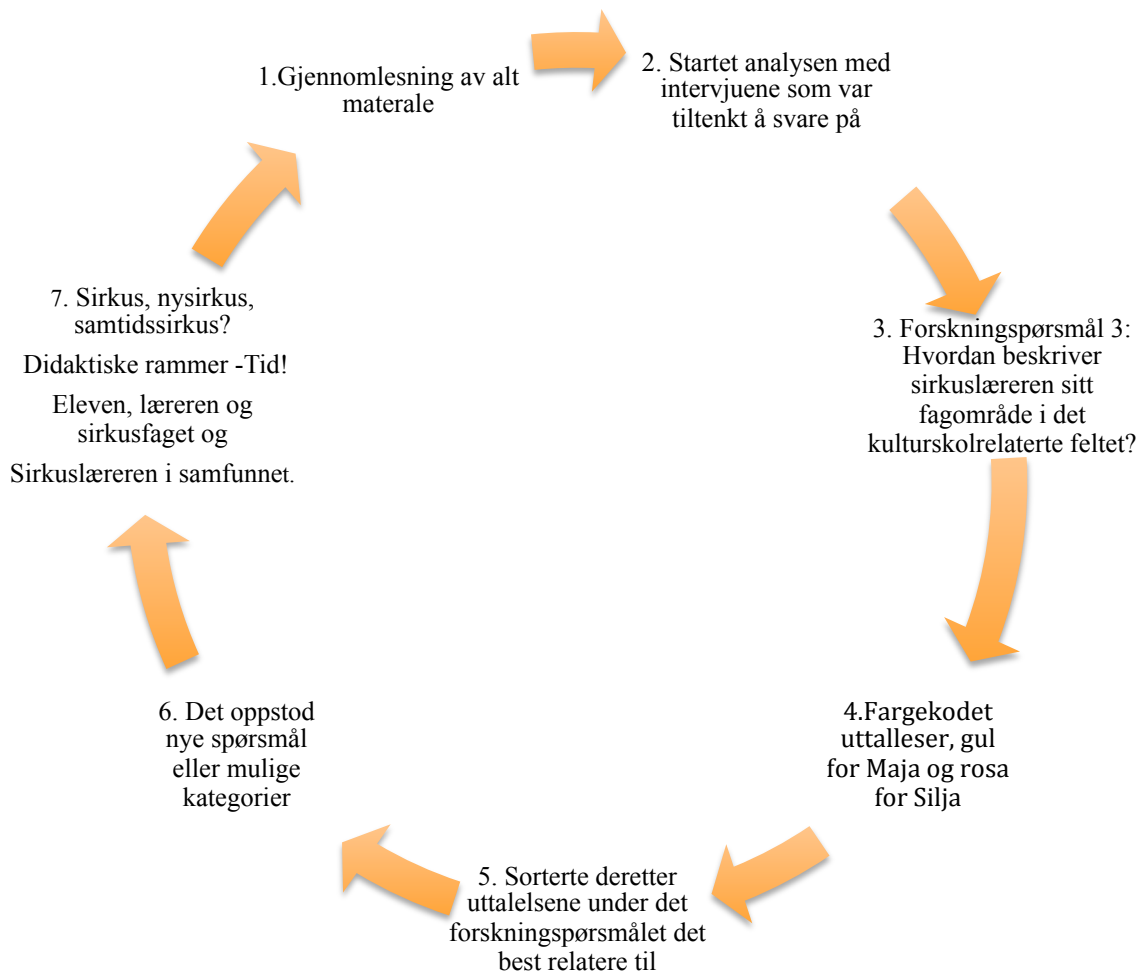 1.Gjennomlesning av alt
materale
2. Startet analysen med
intervjuene som var
tiltenkt å svare på
3. Forskningspørsmål 3:
Hvordan beskriver
sirkuslæreren sitt
fagområde i det
kulturskolrelaterte feltet?
4.Fargekodet
uttalleser, gul
for Maja og rosa
for Silja
5. Sorterte deretter
uttalelsene under det
forskningspørsmålet det
best relatere til
6. Det oppstod
nye spørsmål
eller mulige
kategorier
7. Sirkus, nysirkus,
samtidssirkus?
Didaktiske rammer -Tid!
Eleven, læreren og
sirkusfaget og
Sirkuslæreren i samfunnet.